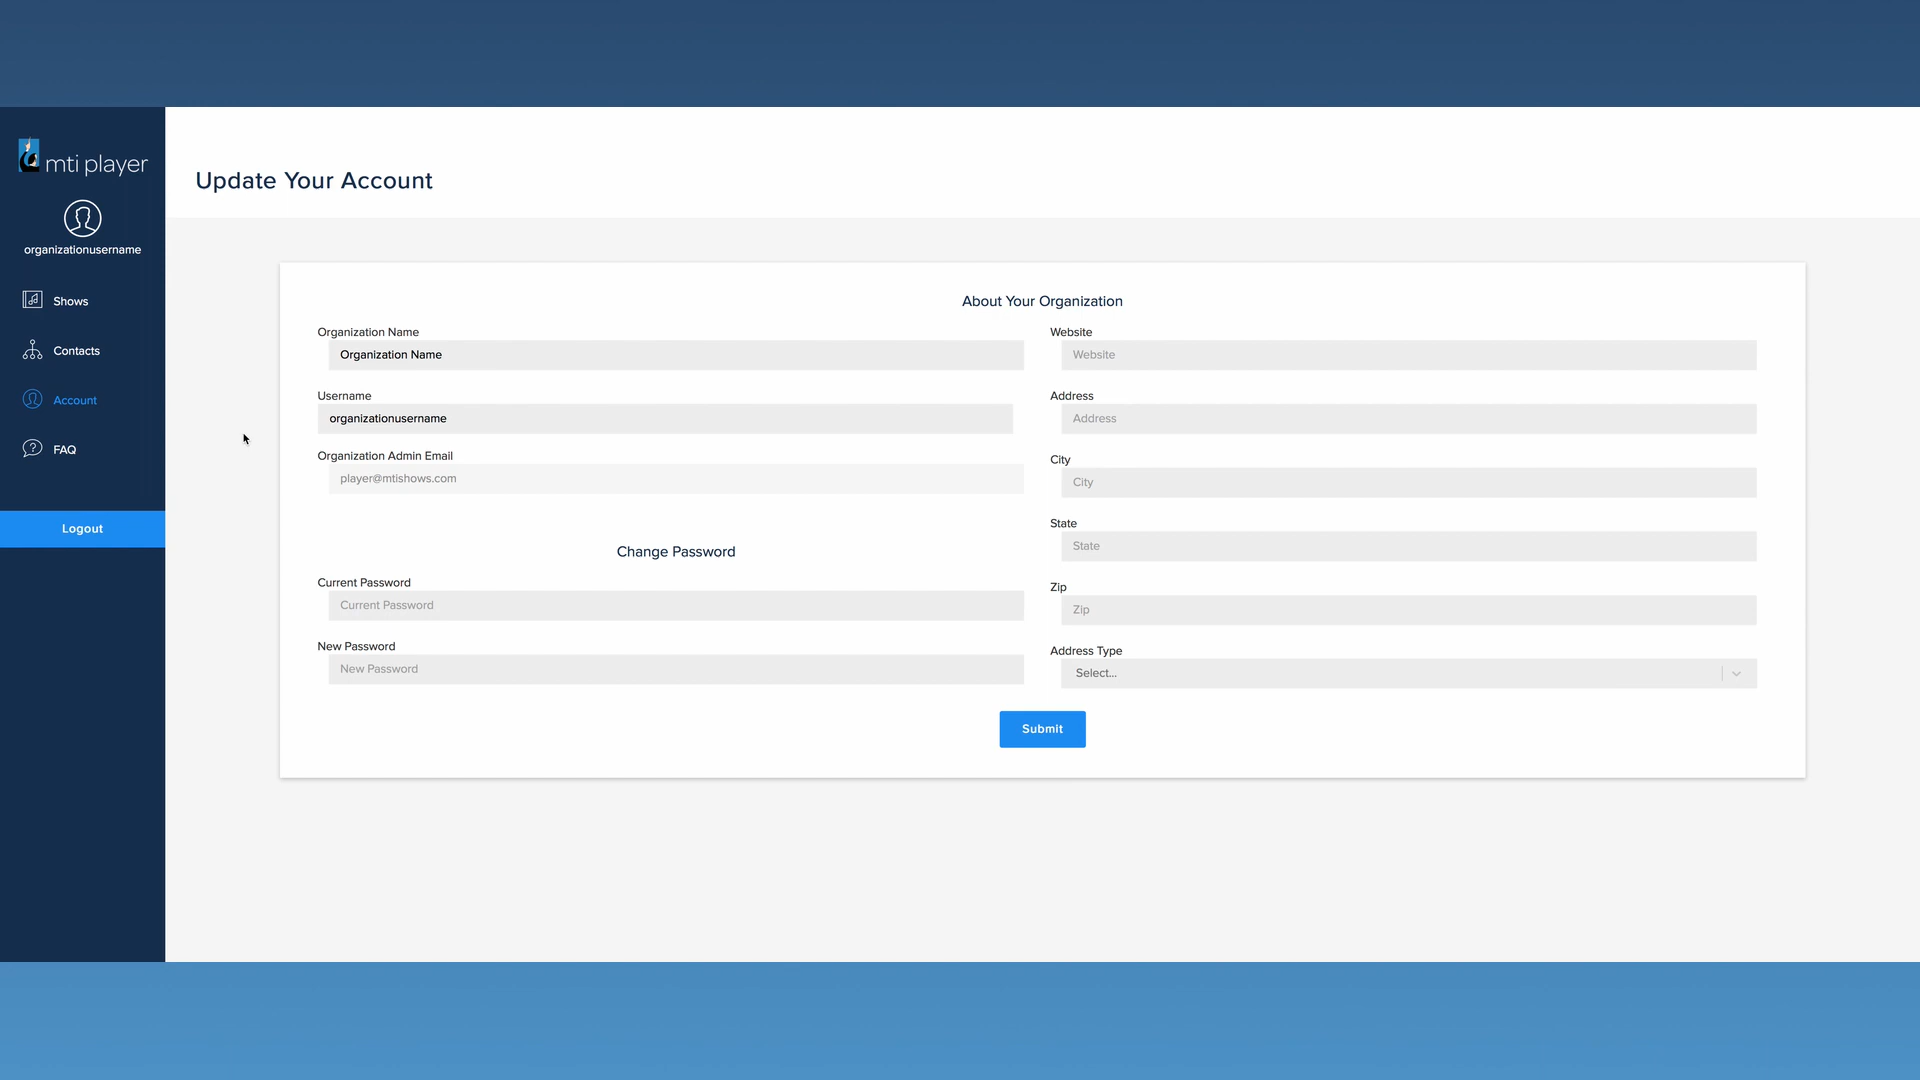 mti player
organizationusername
Shows
Contacts
Account
FAQ
Logout
Update Your Account
About Your Organization
Organization Name
Organization Name
Username
organizationusername
Organization Admin Email
player@mtishows.com
Change Password
Current Password
Current Password
New Password
New Password
Website
Website
Address
Address
City
City
State
State
Zip
Zip
Address Type
Select...
Submit